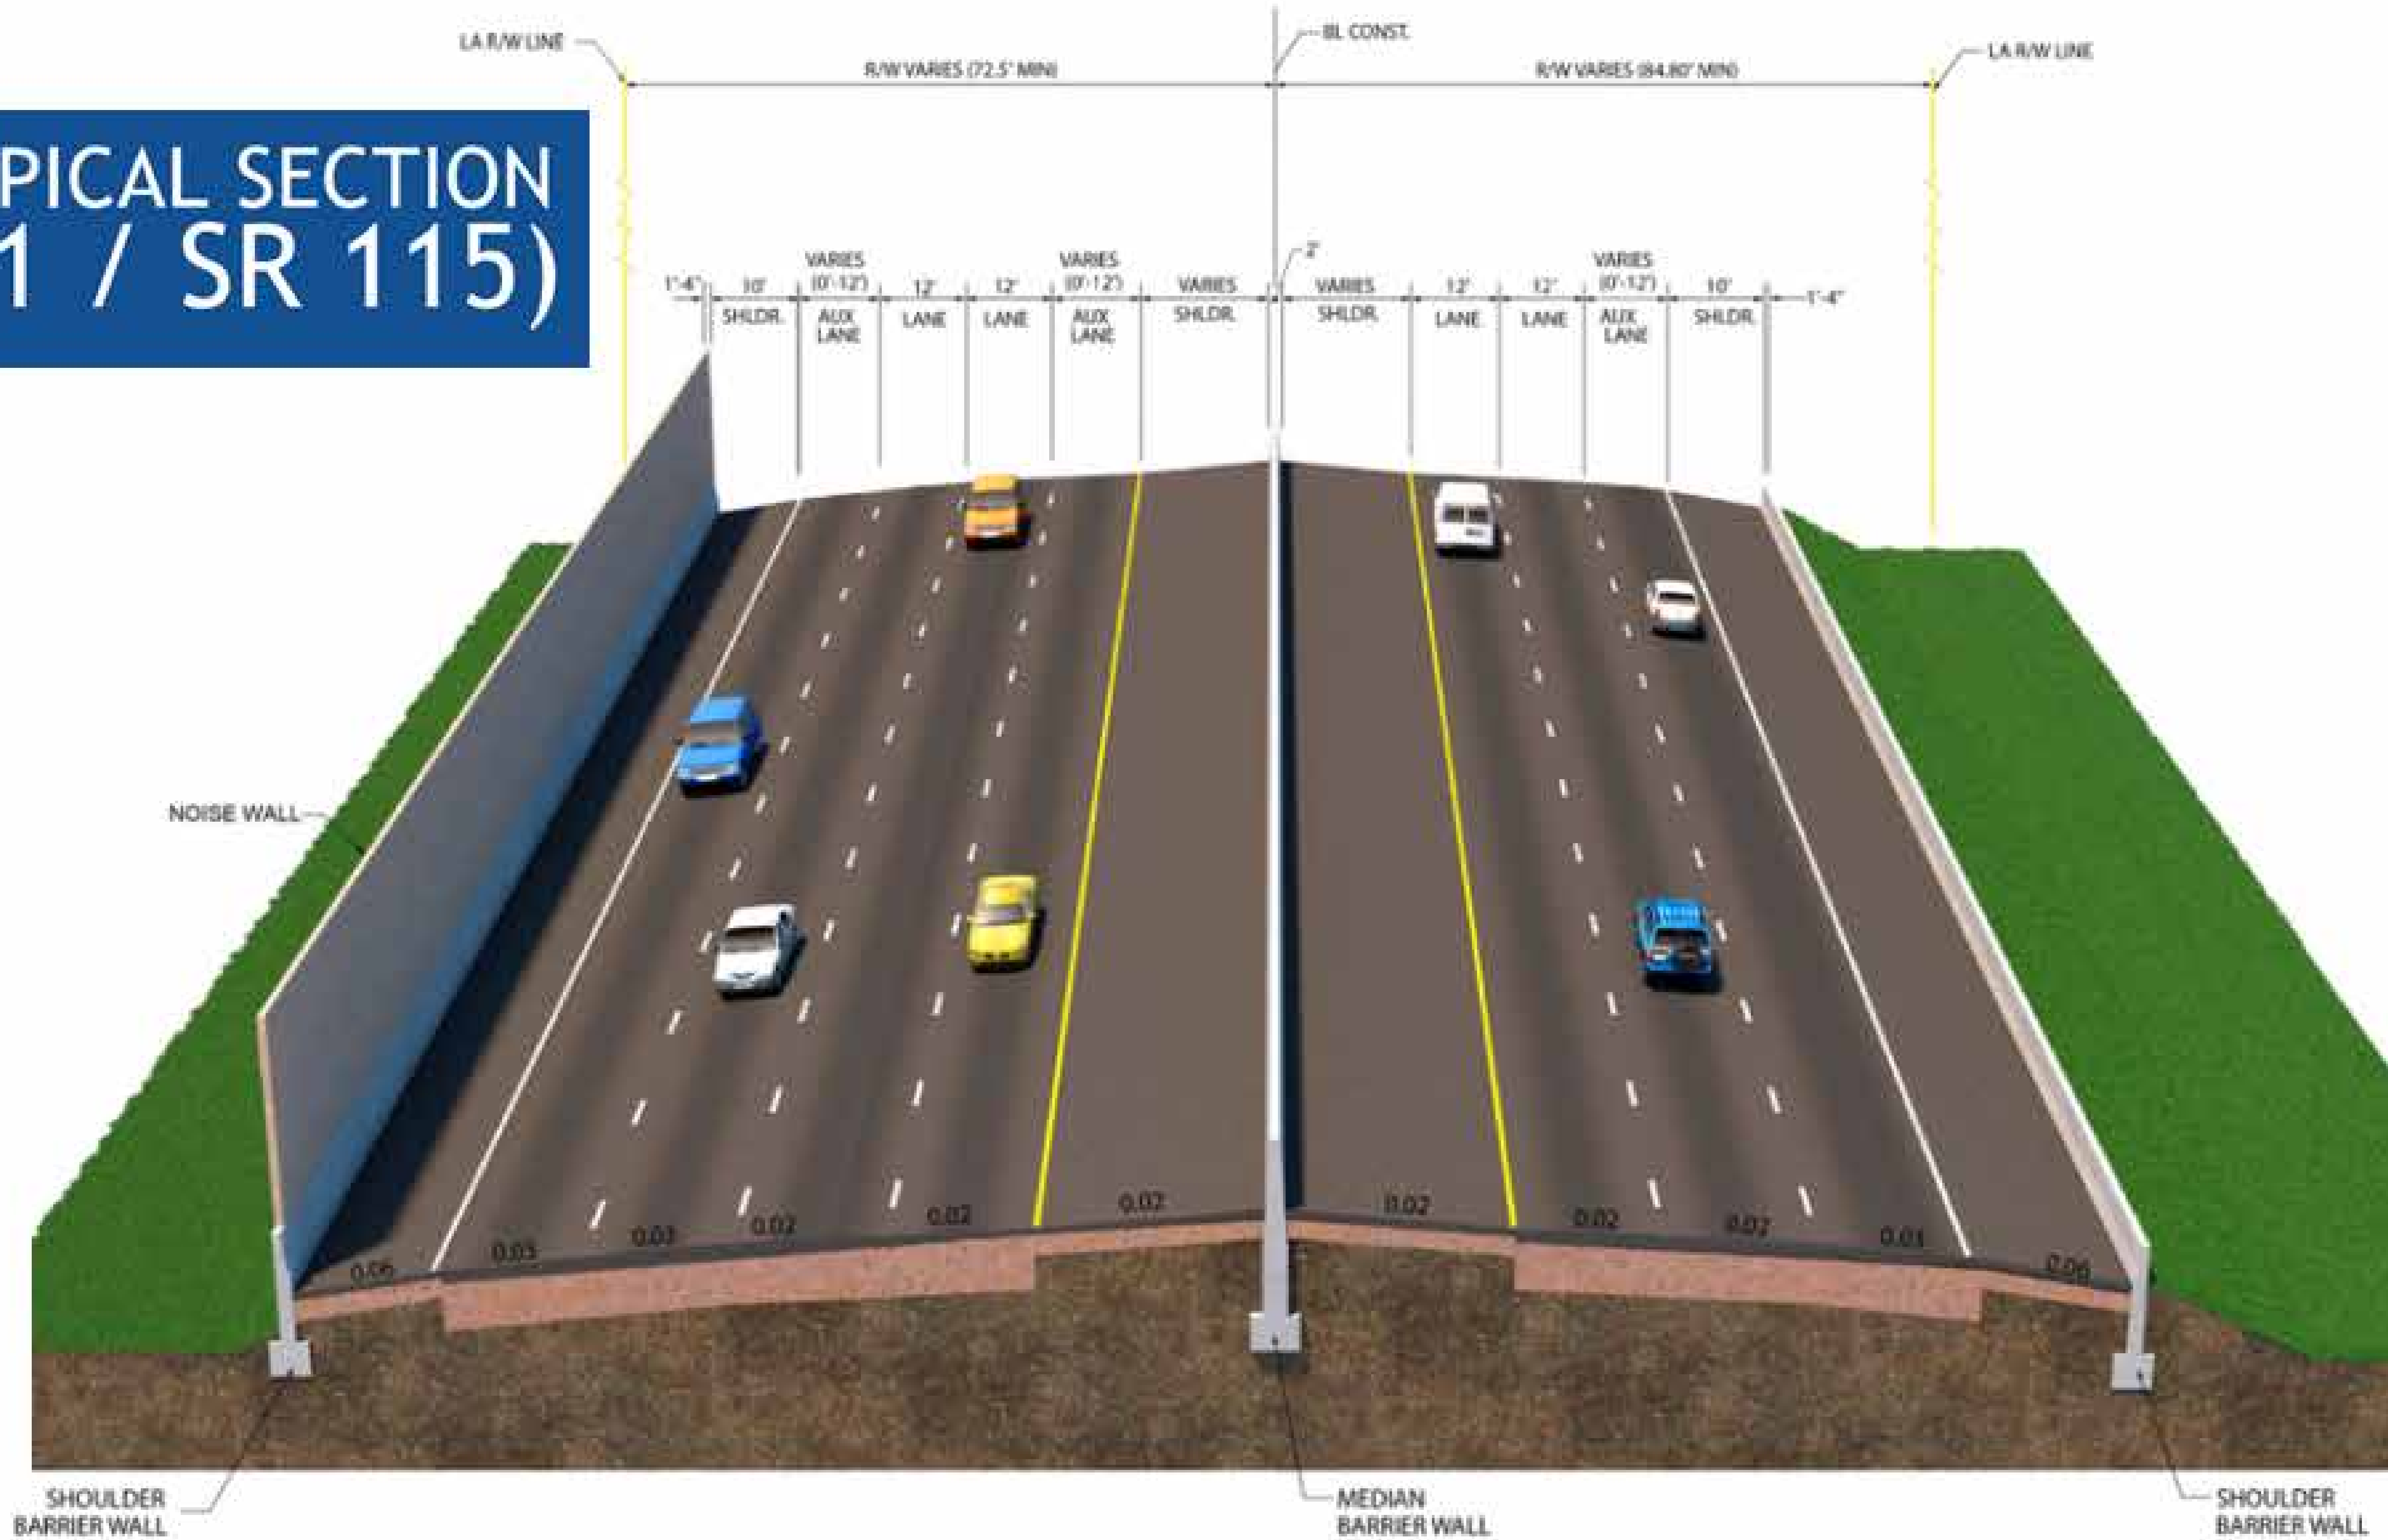 LA R/W LINE
BL CONST.
LA R/W LINE
R/W VARIES (72.5' MIN)
R/W VARIES (84.80' MIN)
PICAL SECTION
1 / SR 115)
2'
1'-4"
10'
SHLDR.
VARIES
(0'-12')
AUX
LANE
12'
LANE
12'
LANE
VARIES
(0'-12')
AUX
LANE
VARIES
SHLDR.
VARIES
SHLDR.
12'
LANE
12'
LANE
VARIES
(0'-12')
AUX
LANE
10'
SHLDR.
1'-4"
NOISE WALL
0.06
0.03
0.03
0.02
0.02
0.02
0.02
0.02
0.02
0.03
0.06
SHOULDER
BARRIER WALL
MEDIAN
BARRIER WALL
SHOULDER
BARRIER WALL